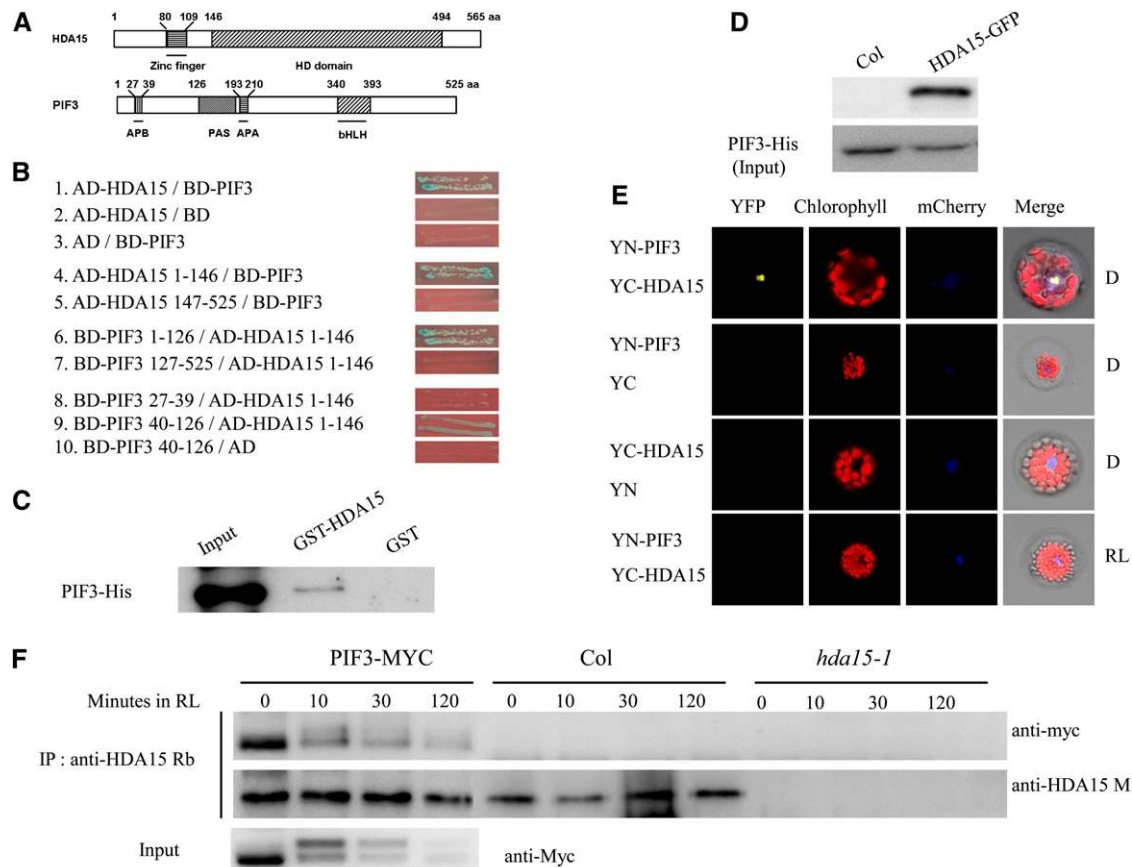 A
1 80 109 146 494 565 aa
HDA15
Zinc finger HD domain
1 27 39 126 193 210 340 393 525 aa
PIF3
APB PAS APA bHLH
B
1. AD-HDA15 / BD-PIF3
2. AD-HDA15 / BD
3. AD / BD-PIF3
4. AD-HDA15 1-146 / BD-PIF3
5. AD-HDA15 147-525 / BD-PIF3
6. BD-PIF3 1-126 / AD-HDA15 1-146
7. BD-PIF3 127-525 / AD-HDA15 1-146
8. BD-PIF3 27-39 / AD-HDA15 1-146
9. BD-PIF3 40-126 / AD-HDA15 1-146
10. BD-PIF3 40-126 / AD
C
Input GST-HDA15 GST
PIF3-His
D
Col HDA15-GFP
PIF3-His
(Input)
E
YFP Chlorophyll mCherry Merge
YN-PIF3
YC-HDA15
D
YN-PIF3
YC
D
YC-HDA15
YN
D
YN-PIF3
YC-HDA15
RL
F
PIF3-MYC Col hda15-1
Minutes in RL 0 10 30 120 0 10 30 120 0 10 30 120
anti-myc
IP : anti-HDA15 Rb
anti-HDA15 M
Input anti-Myc